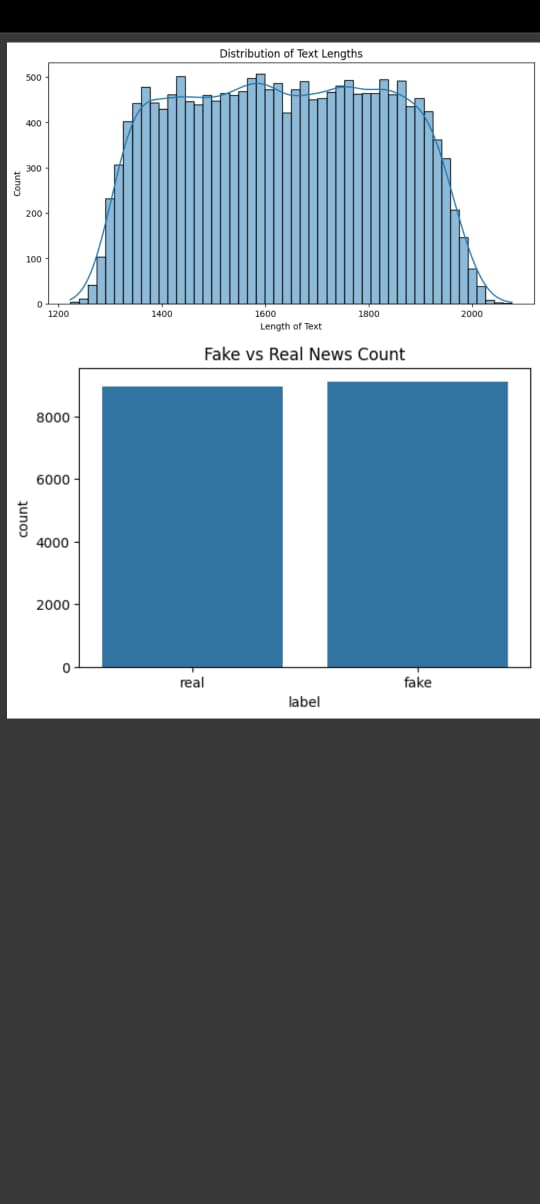 Distribution of Text Lengths
500
400
300
200
100
0
Count
1200 1400 1600 1800 2000
Length of Text
Fake vs Real News Count
8000
6000
4000
2000
0
count
real fake
label